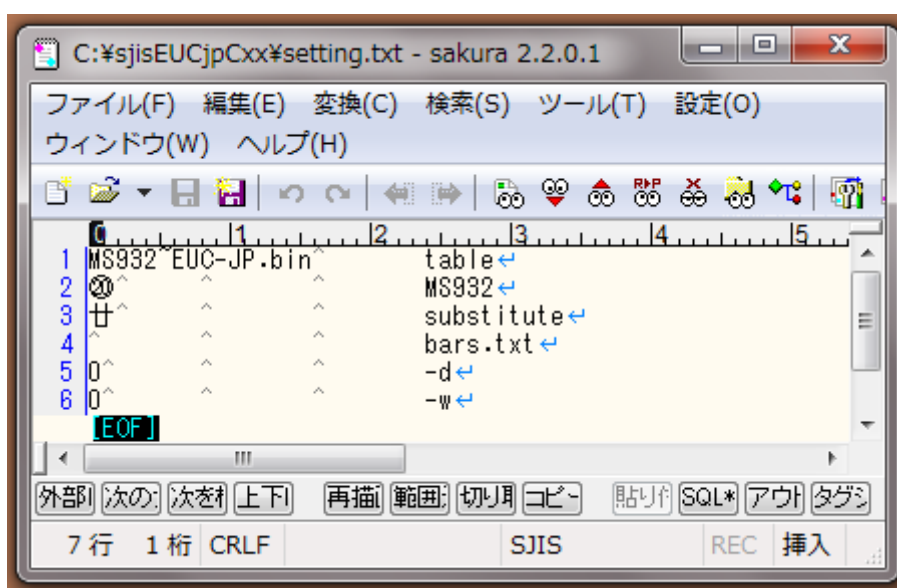 C:¥sjisEUCjpCxx¥setting.txt - sakura 2.2.0.1
ファイル(F) 編集(E) 変換(C) 検索(S) ツール(T) 設定(O)
ウィンドウ(W) ヘルプ(H)
0 1 2 3 4 5
1 MS932~EUC-JP.bin^ table↵
2 ⑳^ ^ ^ MS932↵
3 廿^ ^ ^ substitute↵
4 ^ ^ ^ bars.txt↵
5 0^ ^ ^ -d↵
6 0^ ^ ^ -w↵
[EOF]
外部 次の 次を 上下 再描 範囲 切り コピー 貼り付 SQL* アウト タグジ
7 行 1 桁 CRLF SJIS REC 挿入